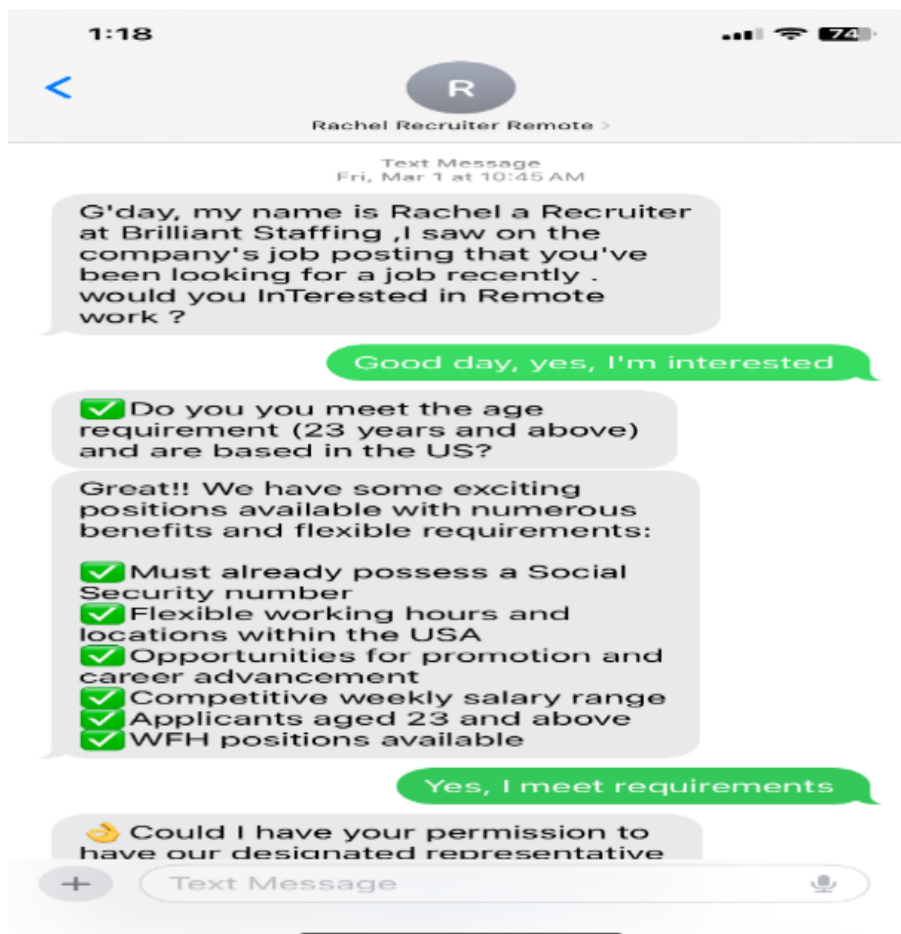 1:18
74
R
Rachel Recruiter Remote >
Text Message
Fri, Mar 1 at 10:45 AM
G'day, my name is Rachel a Recruiter
at Brilliant Staffing ,I saw on the
company's job posting that you've
been looking for a job recently .
would you InTerested in Remote
work ?
Good day, yes, I'm interested
✅Do you you meet the age
requirement (23 years and above)
and are based in the US?
Great!! We have some exciting
positions available with numerous
benefits and flexible requirements:
✅Must already possess a Social
Security number
✅Flexible working hours and
locations within the USA
✅Opportunities for promotion and
career advancement
✅Competitive weekly salary range
✅Applicants aged 23 and above
✅WFH positions available
Yes, I meet requirements
👌 Could I have your permission to
have our designated representative
Text Message